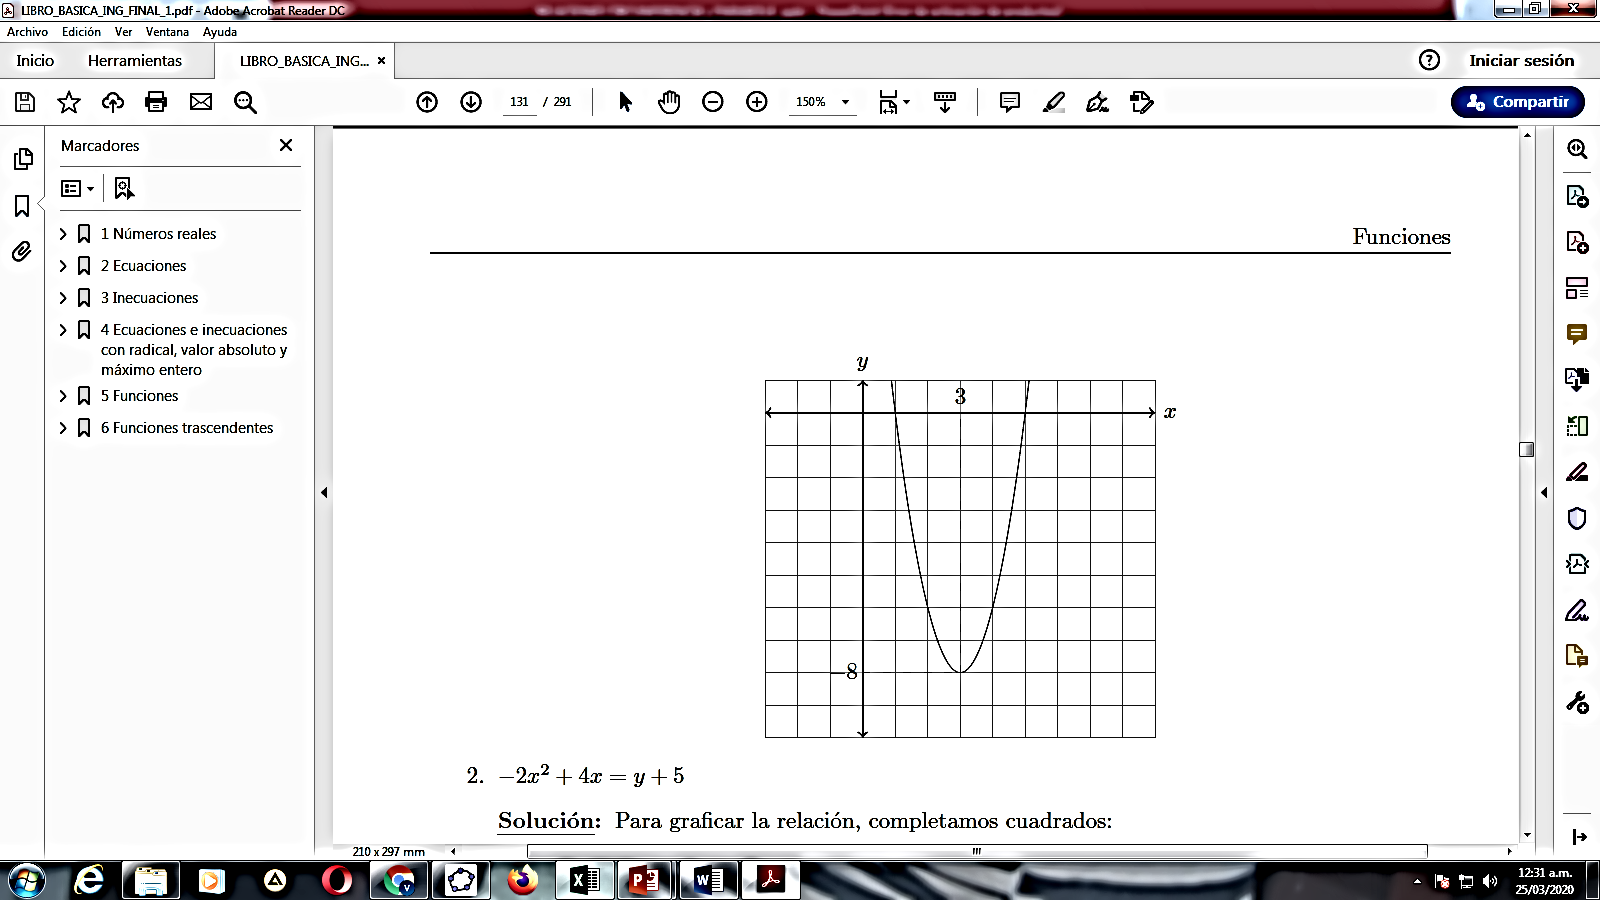 LIBRO_BASICA_ING_FINAL_1.pdf - Adobe Acrobat Reader DC
Archivo Edición Ver Ventana Ayuda
Inicio Herramientas LIBRO_BASICA_ING... × ? Iniciar sesión
131 / 291 150% Compartir
Marcadores
1 Números reales
2 Ecuaciones
3 Inecuaciones
4 Ecuaciones e inecuaciones
con radical, valor absoluto y
máximo entero
5 Funciones
6 Funciones trascendentes
Funciones
y
3
x
−8
2. −2x² + 4x = y + 5
Solución: Para graficar la relación, completamos cuadrados:
210 x 297 mm
12:31 a.m.
25/03/2020